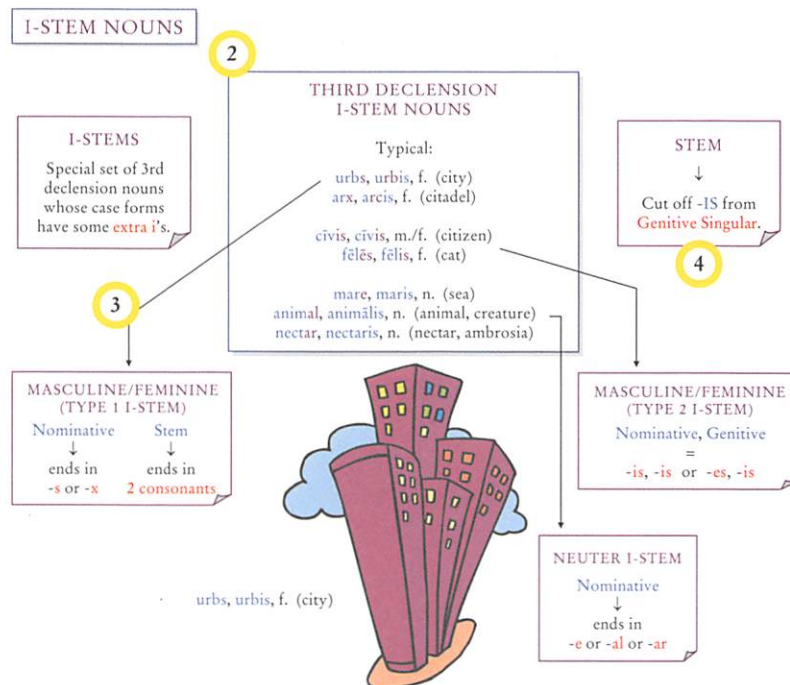 I-STEM NOUNS
2
THIRD DECLENSION
I-STEM NOUNS
Typical:
urbs, urbis, f. (city)
arx, arcis, f. (citadel)
cīvis, cīvis, m./f. (citizen)
fēlēs, fēlis, f. (cat)
mare, maris, n. (sea)
animal, animālis, n. (animal, creature)
nectar, nectaris, n. (nectar, ambrosia)
I-STEMS
Special set of 3rd
declension nouns
whose case forms
have some extra i's.
STEM
↓
Cut off -IS from
Genitive Singular.
4
3
MASCULINE/FEMININE
(TYPE 1 I-STEM)
Nominative Stem
↓ ↓
ends in ends in
-s or -x 2 consonants
MASCULINE/FEMININE
(TYPE 2 I-STEM)
Nominative, Genitive
=
-is, -is or -es, -is
NEUTER I-STEM
Nominative
↓
ends in
-e or -al or -ar
urbs, urbis, f. (city)